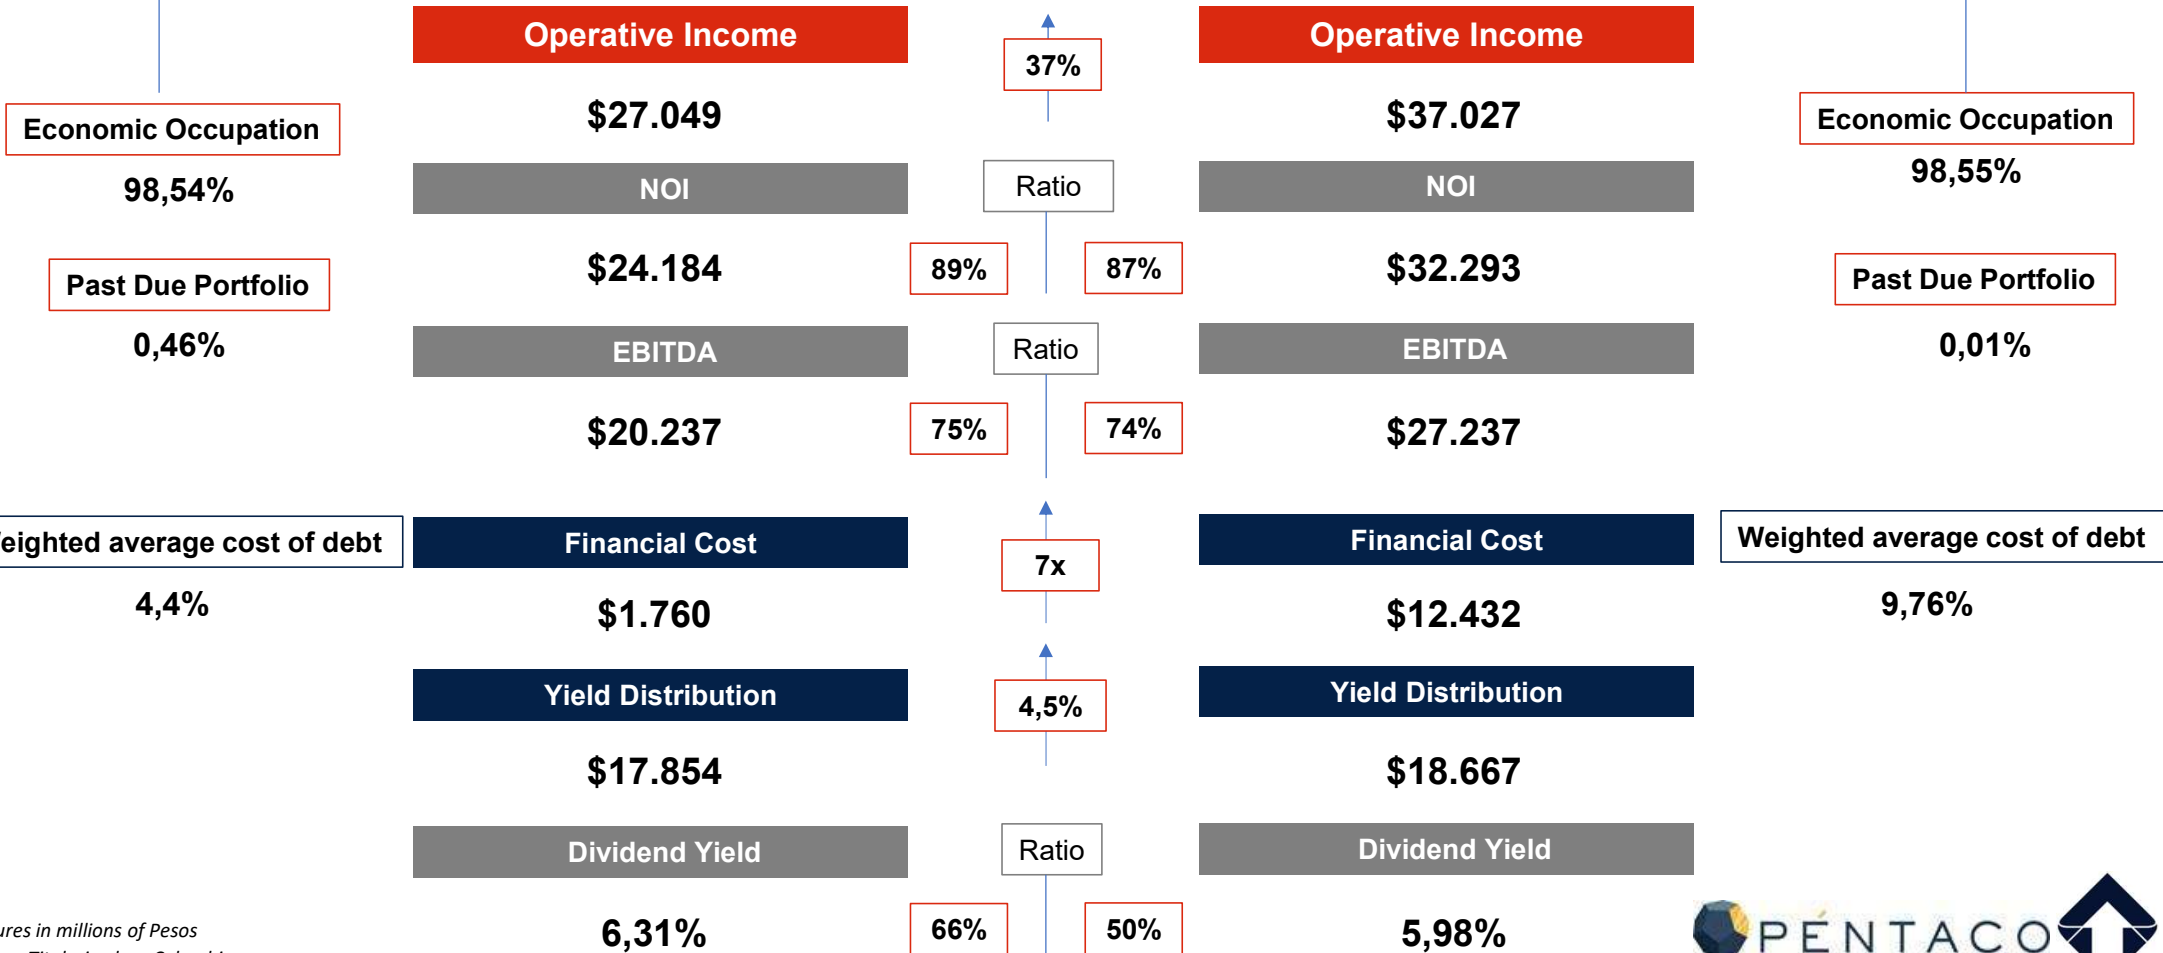 Operative Income
37%
Operative Income
$27.049
$37.027
Economic Occupation
Economic Occupation
98,54%
98,55%
NOI
Ratio
NOI
$24.184
89%
87%
$32.293
Past Due Portfolio
Past Due Portfolio
0,46%
0,01%
EBITDA
Ratio
EBITDA
$20.237
75%
74%
$27.237
average cost of debt
Financial Cost
7x
Financial Cost
Weighted average cost of debt
4,4%
$1.760
$12.432
9,76%
Yield Distribution
4,5%
Yield Distribution
$17.854
$18.667
Dividend Yield
Ratio
Dividend Yield
6,31%
66%
50%
5,98%
in millions of Pesos
PÉNTACO